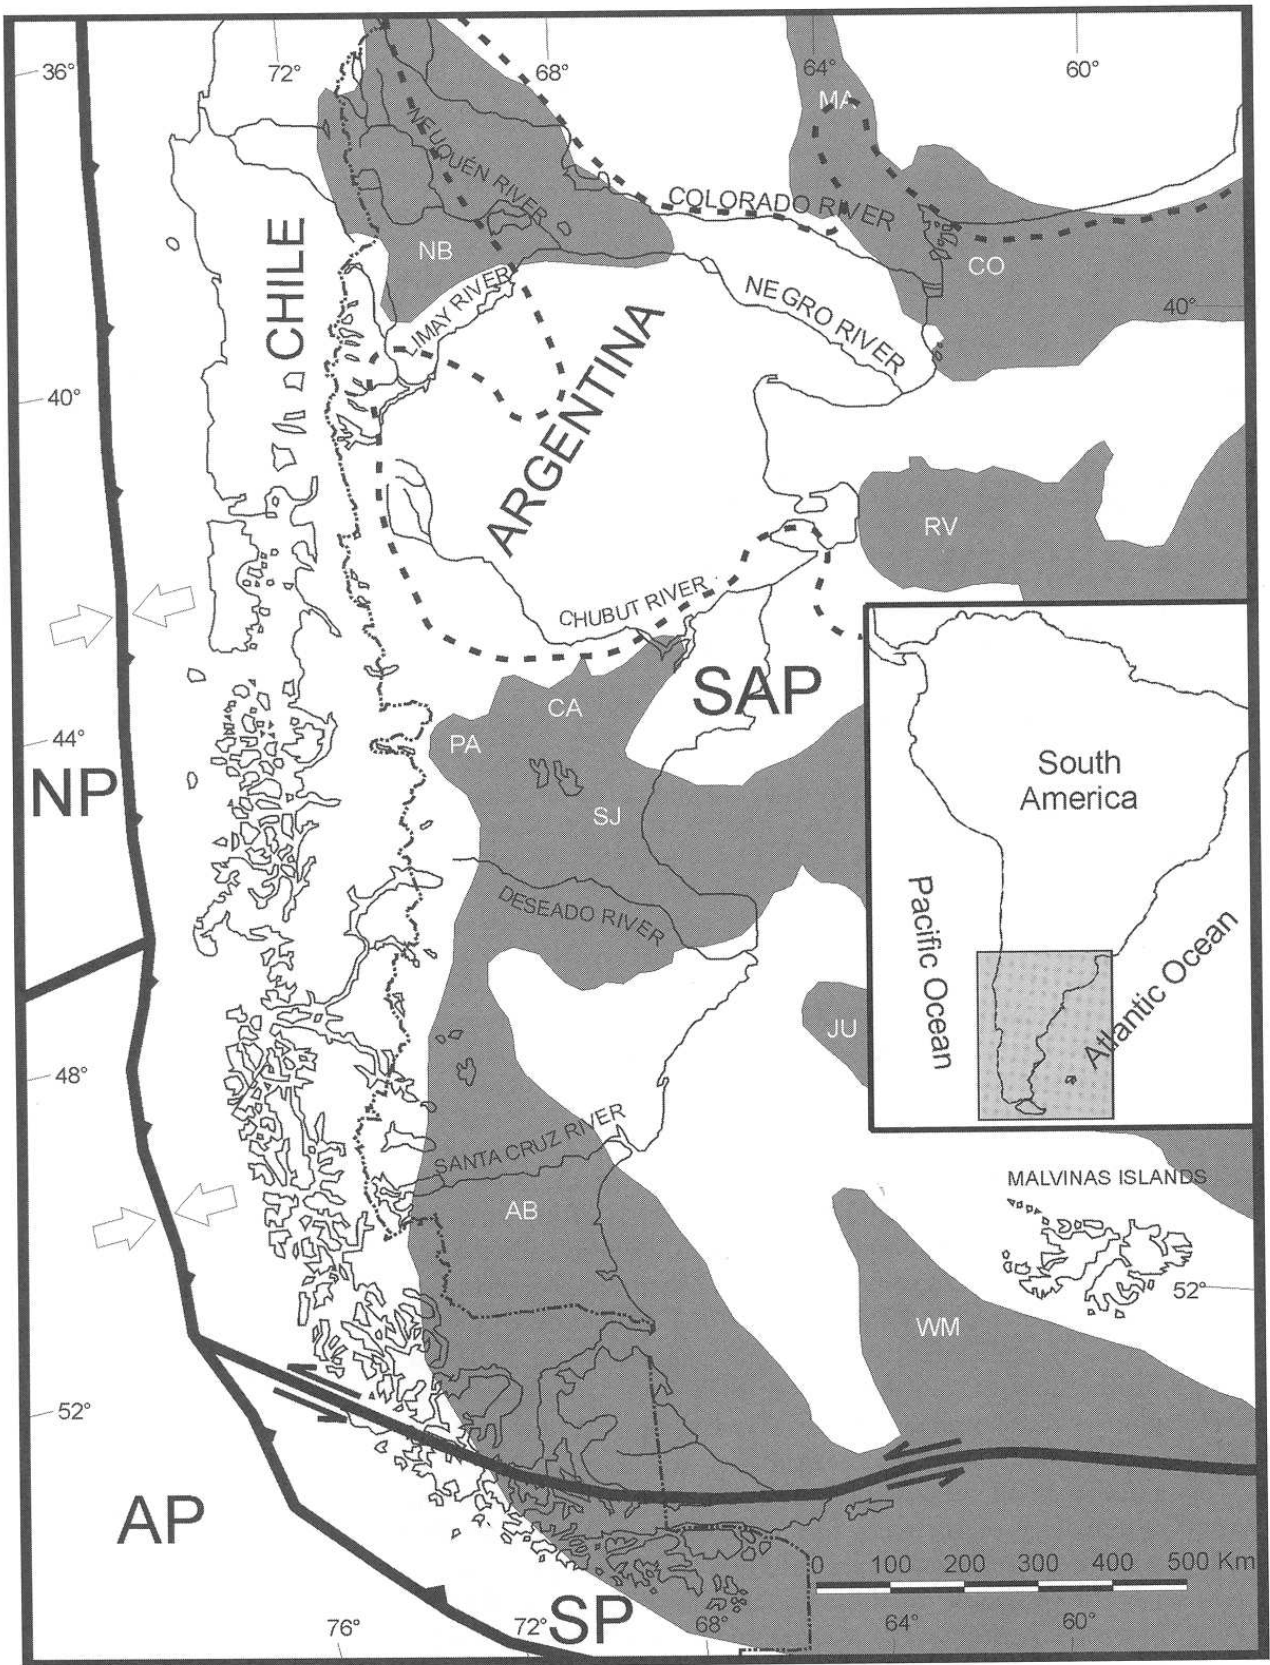 36°
72°
68°
64°
60°
MA
NEUQUÉN RIVER
COLORADO RIVER
NB
CO
CHILE
LIMAY RIVER
NEGRO RIVER
40°
ARGENTINA
40°
RV
CHUBUT RIVER
SAP
CA
PA
44°
NP
SJ
South
America
DESEADO RIVER
Pacific Ocean
Atlantic Ocean
JU
48°
SANTA CRUZ RIVER
MALVINAS ISLANDS
AB
52°
WM
52°
AP
0 100 200 300 400 500 Km
SP
76°
72°
68°
64°
60°